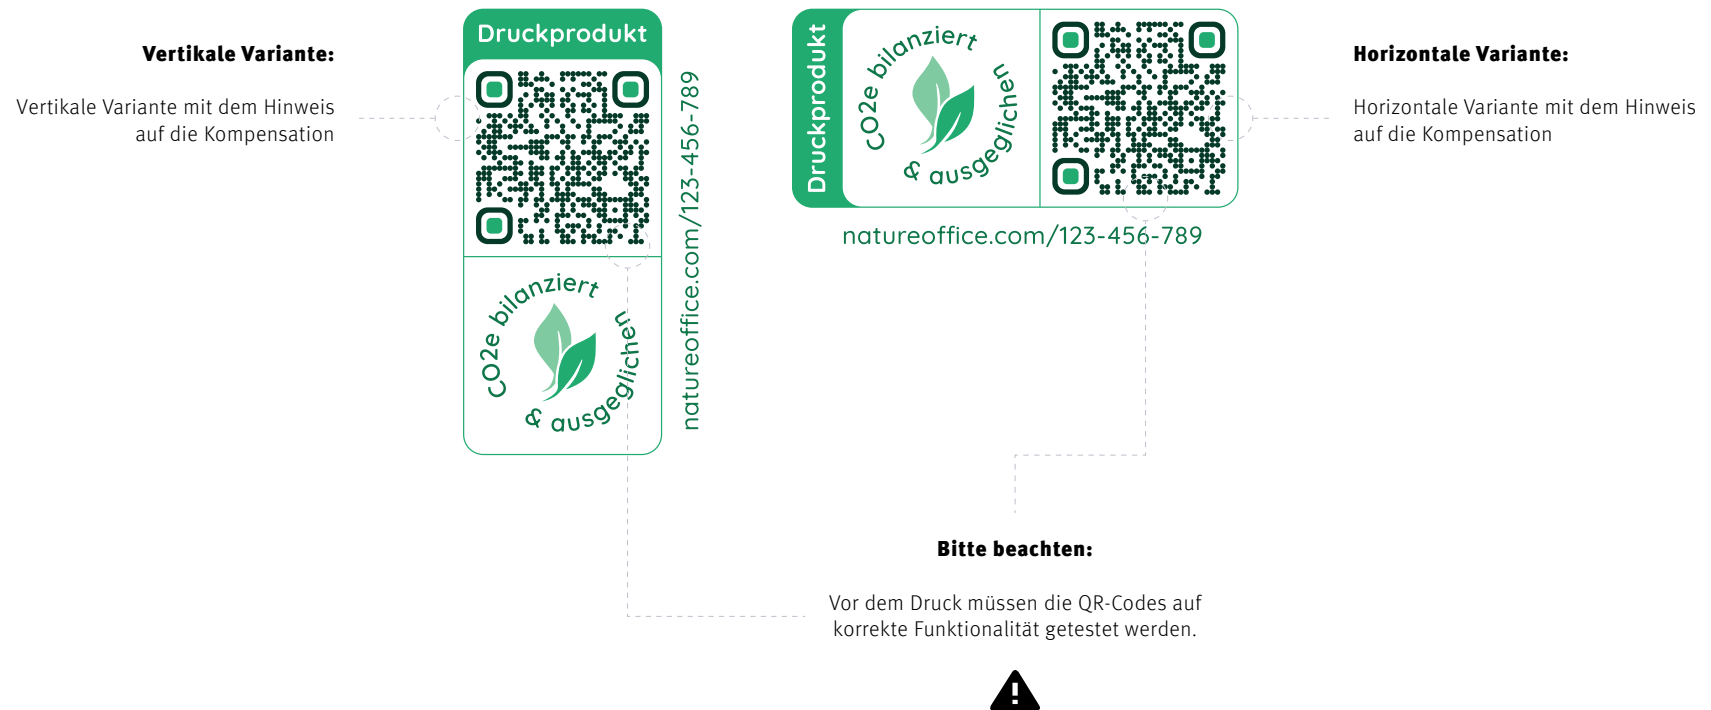 Vertikale Variante:
Vertikale Variante mit dem Hinweis
auf die Kompensation
Druckprodukt
natureoffice.com/123-456-789
CO2e bilanziert
& ausgeglichen
Druckprodukt
CO2e bilanziert
& ausgeglichen
natureoffice.com/123-456-789
Horizontale Variante:
Horizontale Variante mit dem Hinweis
auf die Kompensation
Bitte beachten:
Vor dem Druck müssen die QR-Codes auf
korrekte Funktionalität getestet werden.